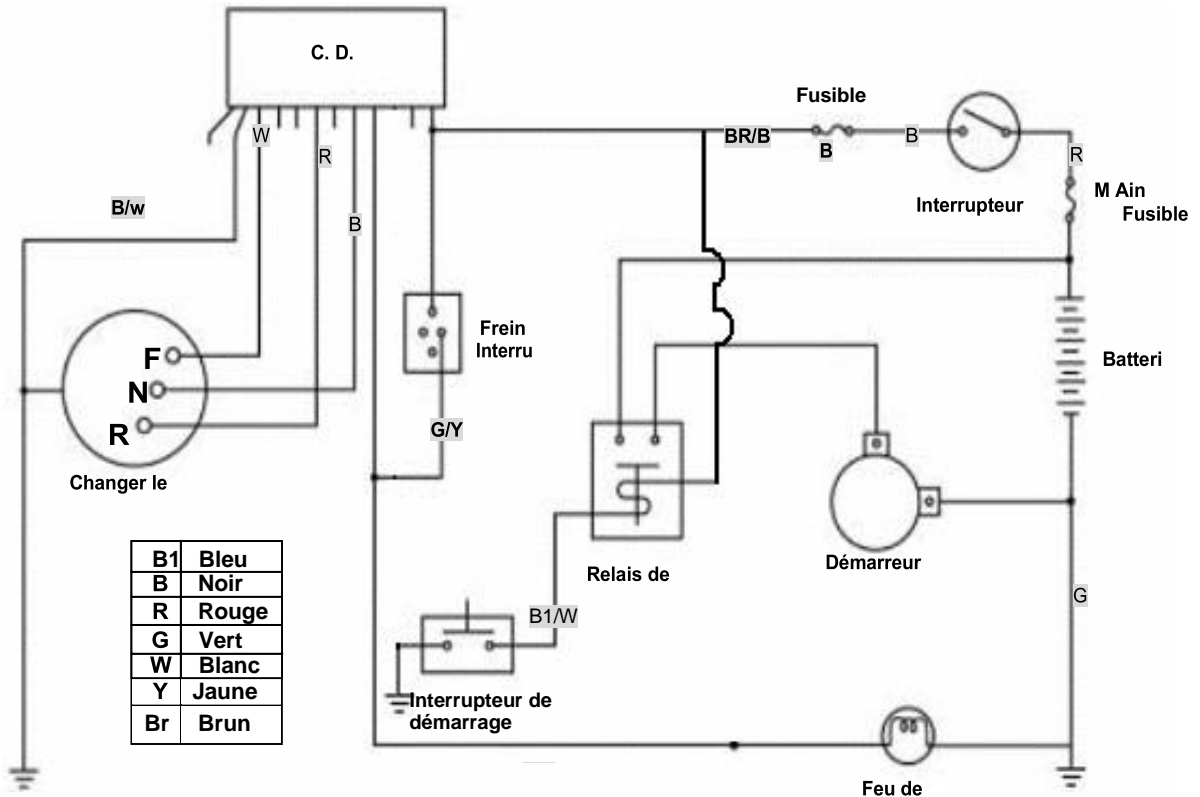 C. D.
Fusible
W
BR/B
B
B
R
R
M Ain
Fusible
Interrupteur
B/w
B
Frein
Interru
Batteri
F
N
R
G/Y
Changer le
Relais de
Démarreur
B1 Bleu
B Noir
R Rouge
G Vert
W Blanc
Y Jaune
Br Brun
B1/W
G
Interrupteur de
démarrage
Feu de